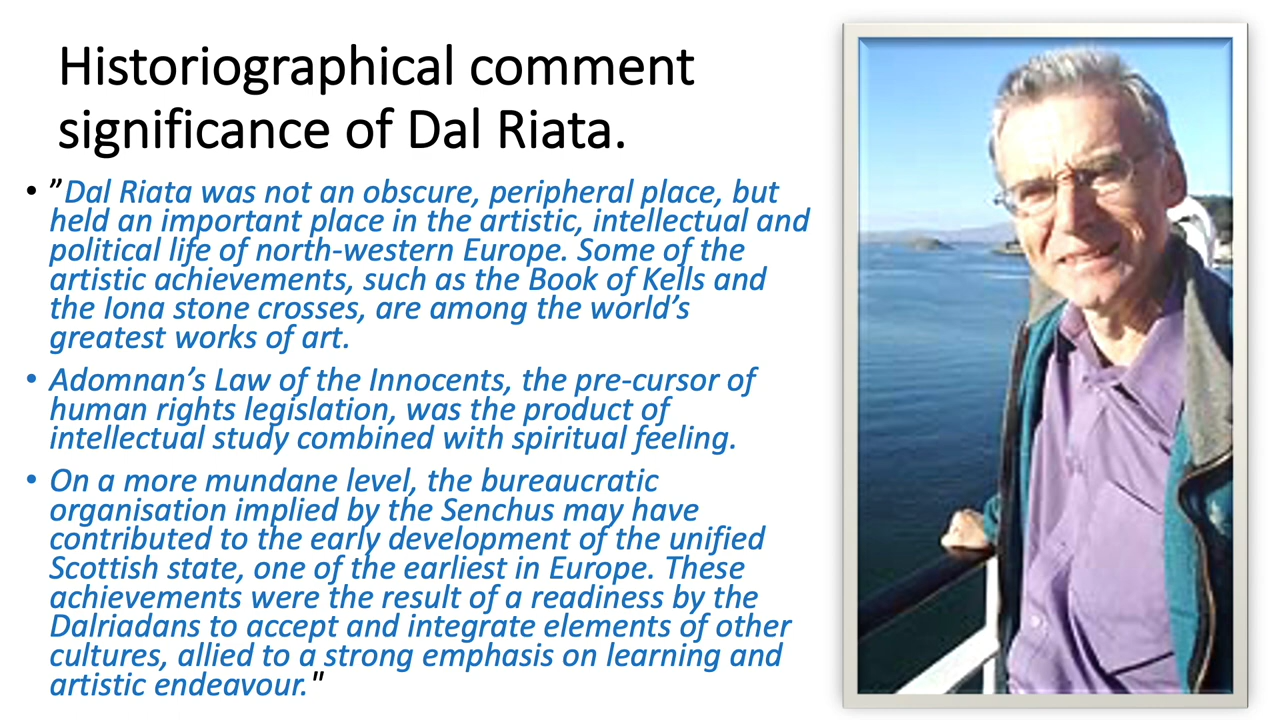 Historiographical comment
significance of Dal Riata.
• ”Dal Riata was not an obscure, peripheral place, but
held an important place in the artistic, intellectual and
political life of north-western Europe. Some of the
artistic achievements, such as the Book of Kells and
the Iona stone crosses, are among the world’s
greatest works of art.
• Adomnan’s Law of the Innocents, the pre-cursor of
human rights legislation, was the product of
intellectual study combined with spiritual feeling.
• On a more mundane level, the bureaucratic
organisation implied by the Senchus may have
contributed to the early development of the unified
Scottish state, one of the earliest in Europe. These
achievements were the result of a readiness by the
Dalriadans to accept and integrate elements of other
cultures, allied to a strong emphasis on learning and
artistic endeavour."